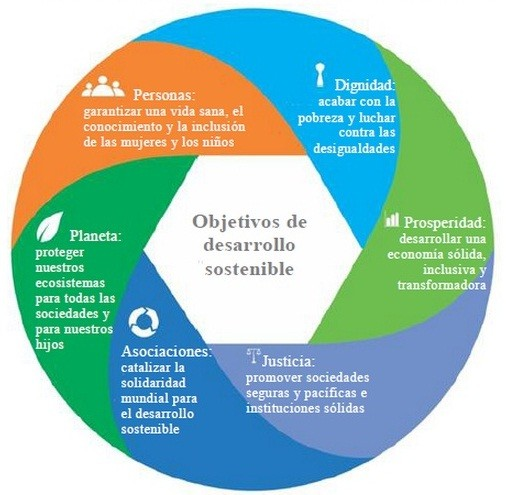 Objetivos de
desarrollo
sostenible
Dignidad:
acabar con la
pobreza y luchar
contra las
desigualdades
Prosperidad:
desarrollar una
economía sólida,
inclusiva y
transformadora
Justicia:
promover sociedades
seguras y pacíficas e
instituciones sólidas
Asociaciones:
catalizar la
solidaridad
mundial para
el desarrollo
sostenible
Planeta:
proteger
nuestros
ecosistemas
para todas las
sociedades y
para nuestros
hijos
Personas:
garantizar una vida sana, el
conocimiento y la inclusión
de las mujeres y los niños